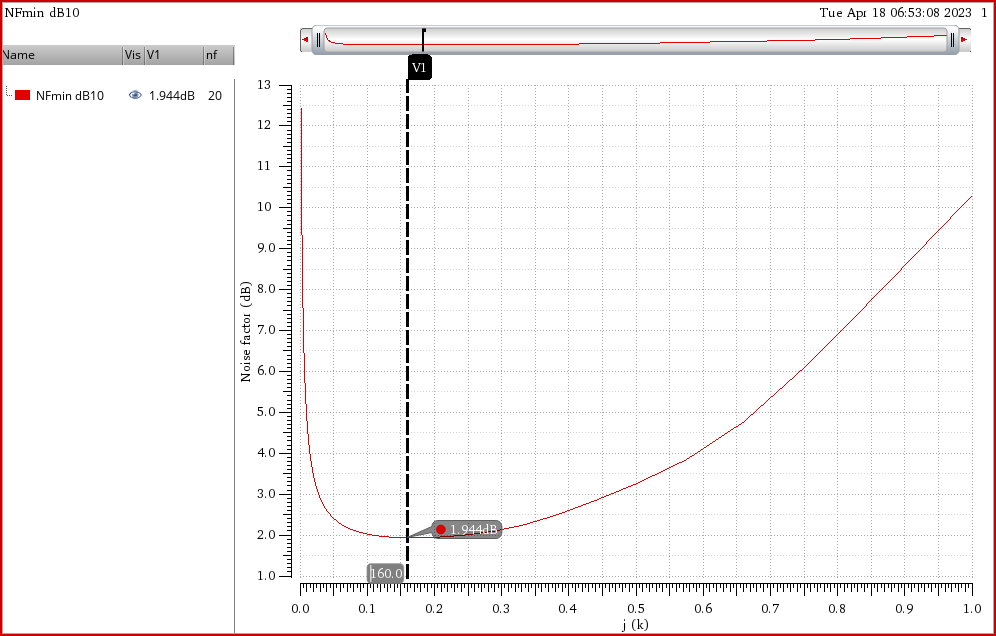 NFmin dB10
Tue Apr 18 06:53:08 2023 1
Name Vis V1 nf
NFmin dB10 1.944dB 20
V1
13
12
11
10
9.0
8.0
7.0
6.0
5.0
4.0
3.0
2.0
1.0
Noise factor (dB)
1.944dB
160.0
0.0 0.1 0.2 0.3 0.4 0.5 0.6 0.7 0.8 0.9 1.0
j (k)